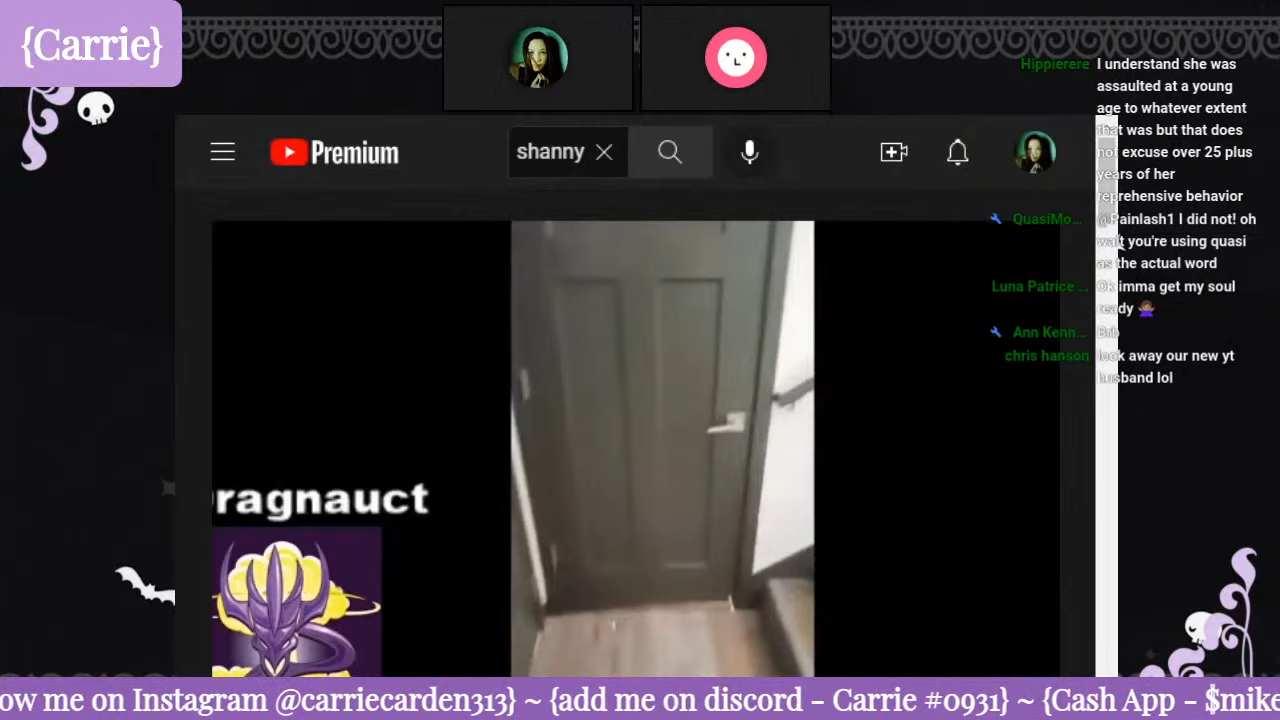 {Carrie}
Premium
shanny
Hippierere I understand she was
assaulted at a young
age to whatever extent
that was but that does
not excuse over 25 plus
years of her
reprehensive behavior
QuasiMo... @Painlash1 I did not! oh
wait you're using quasi
as the actual word
Luna Patrice ... Ok imma get my soul
ready
Ann Kenn... Brb
chris hanson look away our new yt
husband lol
ragnauct
ow me on Instagram @carriecarden313} ~ {add me on discord - Carrie #0931} ~ {Cash App - $mike